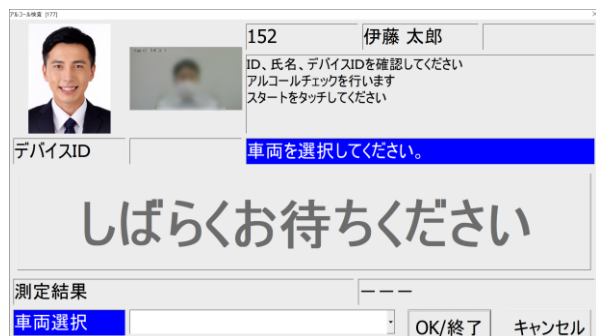 アルコール検査 [177]
152
伊藤 太郎
ID、氏名、デバイスIDを確認してください
アルコールチェックを行います
スタートをタッチしてください
デバイスID
車両を選択してください。
しばらくお待ちください
測定結果
---
車両選択
OK/終了
キャンセル